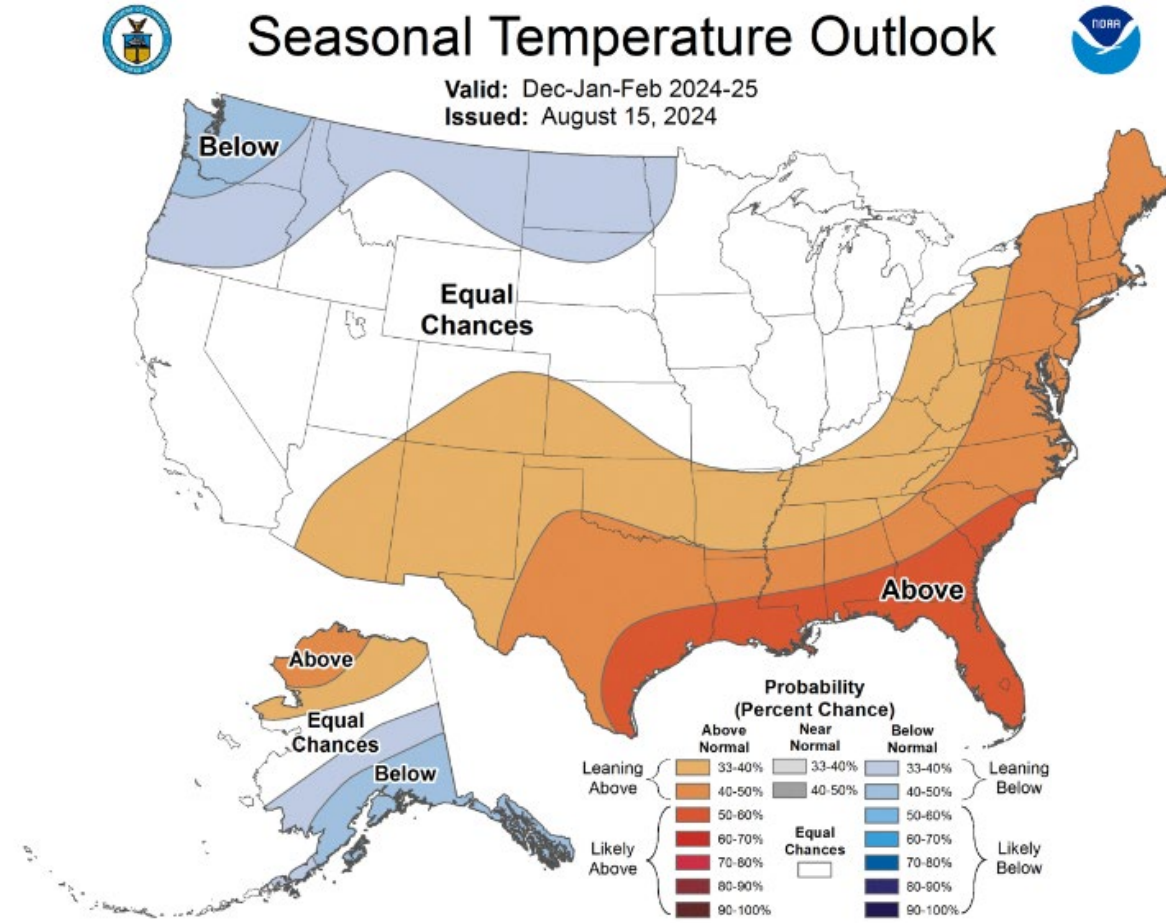 Seasonal Temperature Outlook
NOAA
Valid: Dec-Jan-Feb 2024-25
Issued: August 15, 2024
Below
Equal
Chances
Above
Above
Equal
Chances
Below
Probability
(Percent Chance)
Above
Normal
Near
Normal
Below
Normal
Leaning
Above
33-40%
40-50%
33-40%
40-50%
33-40%
40-50%
Leaning
Below
Likely
Above
50-60%
60-70%
70-80%
80-90%
90-100%
Equal
Chances
50-60%
60-70%
70-80%
80-90%
90-100%
Likely
Below